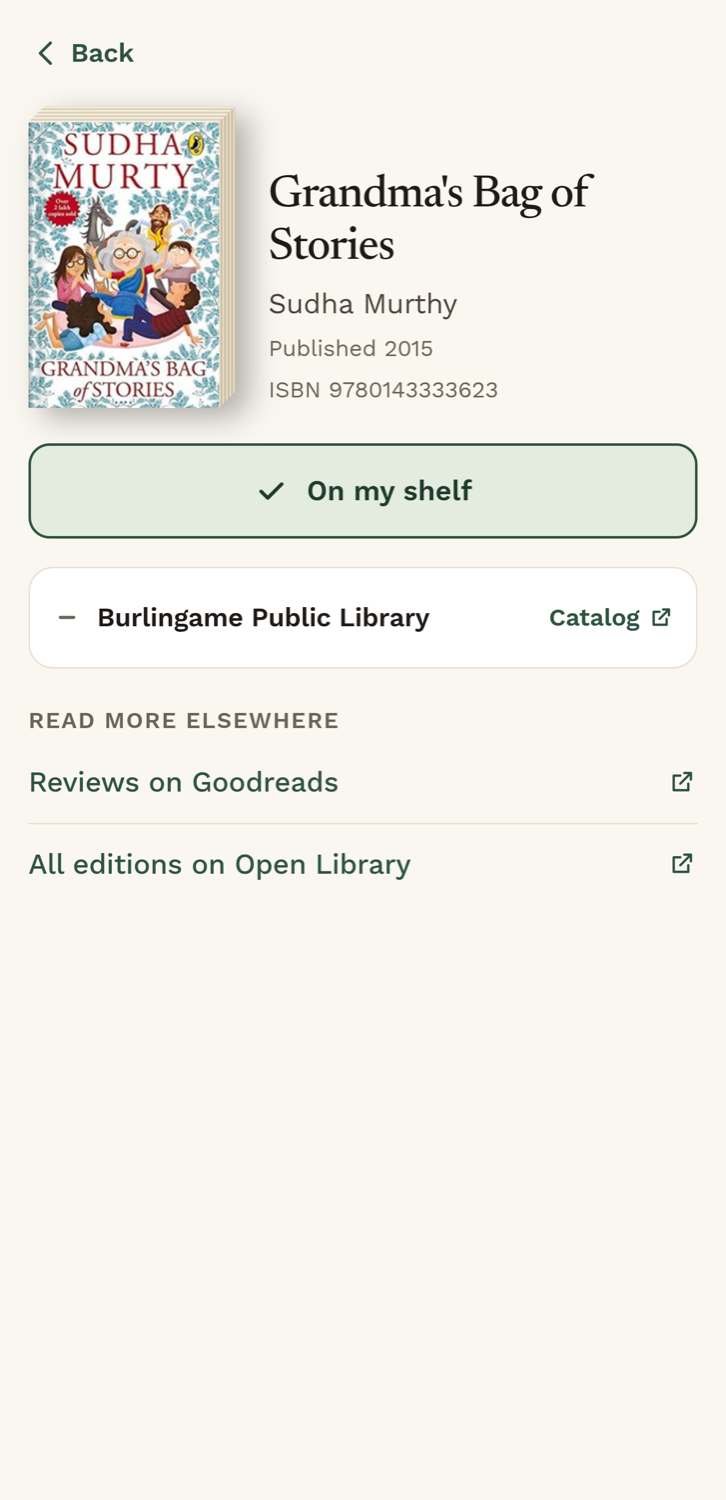 Back
SUDHA
MURTY
Over
2 lakh
copies sold
GRANDMA'S BAG
of STORIES
Grandma's Bag of
Stories
Sudha Murthy
Published 2015
ISBN 9780143333623
On my shelf
Burlingame Public Library
Catalog
READ MORE ELSEWHERE
Reviews on Goodreads
All editions on Open Library